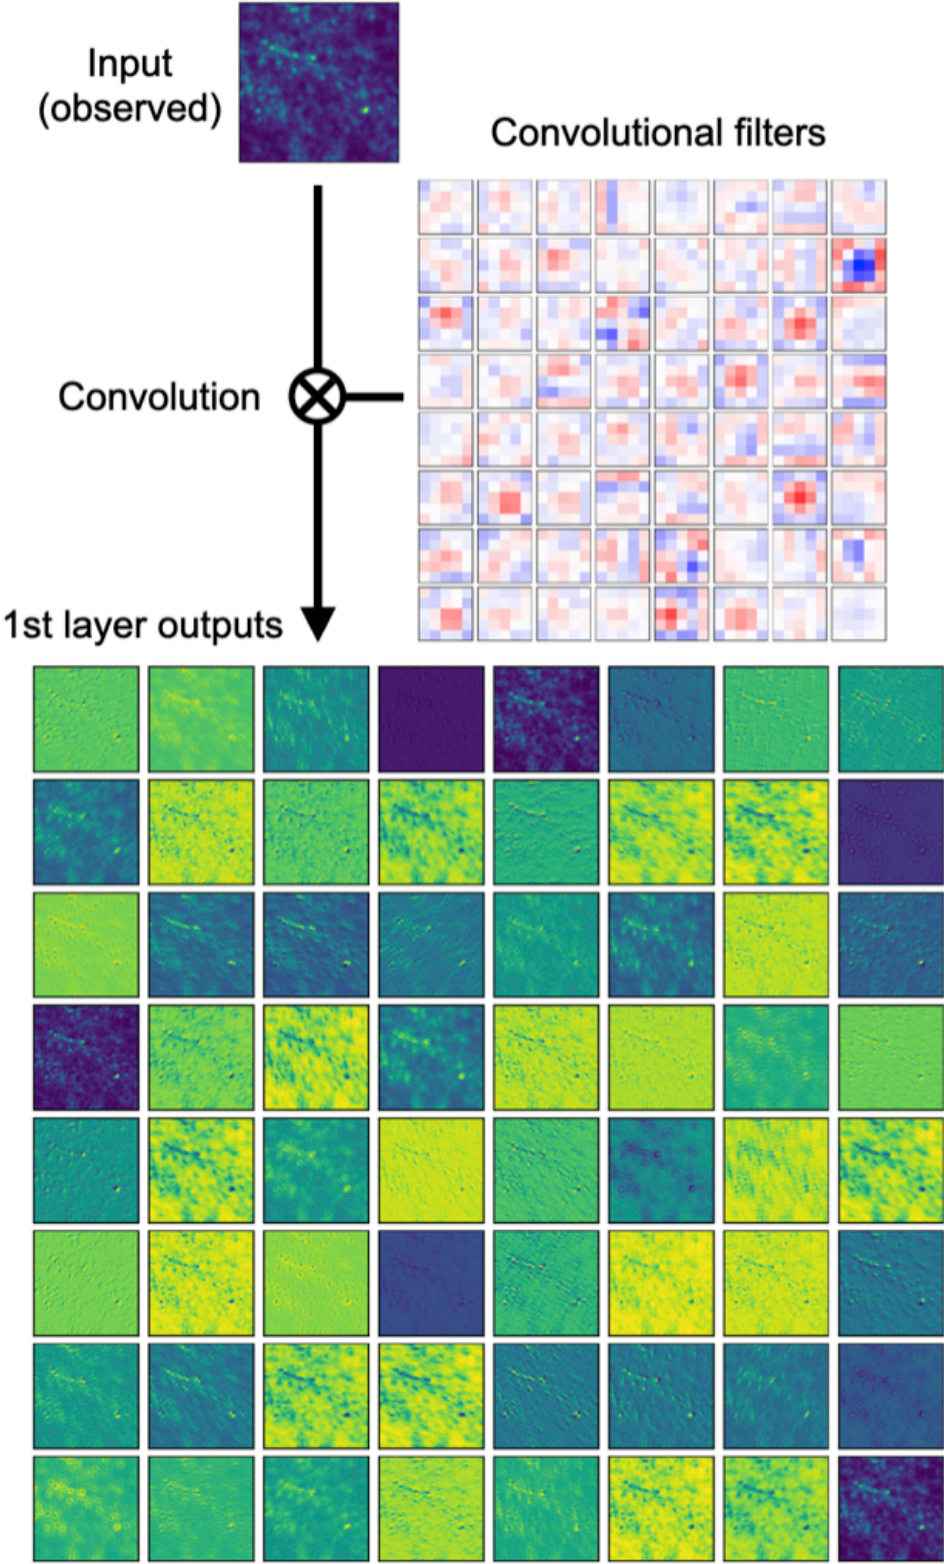 Input
(observed)
Convolutional filters
Convolution
1st layer outputs